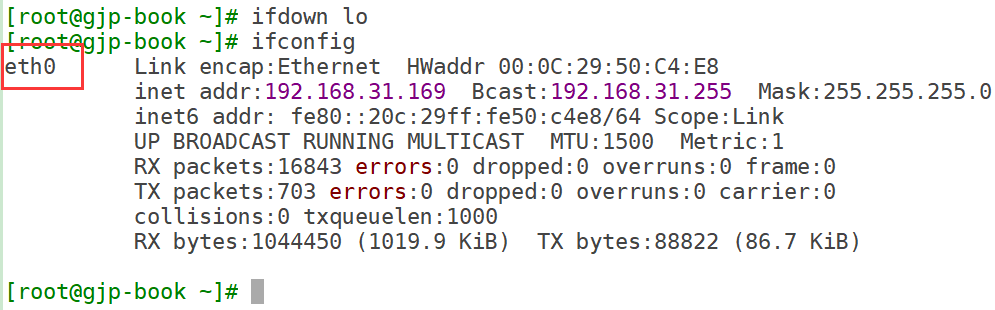 [root@gjp-book ~]# ifdown lo
[root@gjp-book ~]# ifconfig
eth0      Link encap:Ethernet  HWaddr 00:0C:29:50:C4:E8
          inet addr:192.168.31.169  Bcast:192.168.31.255  Mask:255.255.255.0
          inet6 addr: fe80::20c:29ff:fe50:c4e8/64 Scope:Link
          UP BROADCAST RUNNING MULTICAST  MTU:1500  Metric:1
          RX packets:16843 errors:0 dropped:0 overruns:0 frame:0
          TX packets:703 errors:0 dropped:0 overruns:0 carrier:0
          collisions:0 txqueuelen:1000
          RX bytes:1044450 (1019.9 KiB)  TX bytes:88822 (86.7 KiB)
[root@gjp-book ~]#